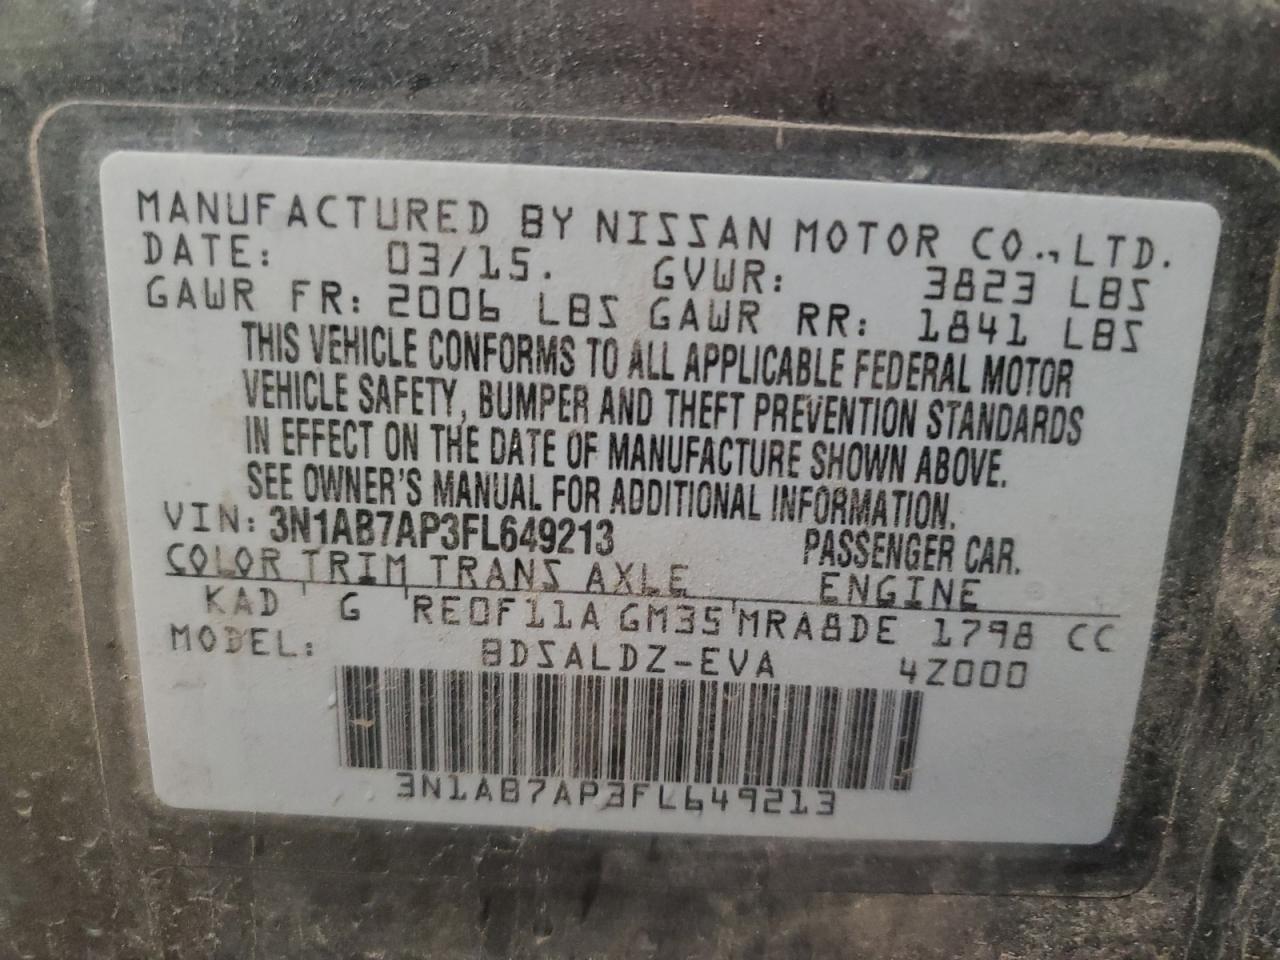 MANUFACTURED BY NISSAN MOTOR CO., LTD.
DATE: 03/15. GVWR: 3823 LBS
GAWR FR: 2006 LBS GAWR RR: 1841 LBS
THIS VEHICLE CONFORMS TO ALL APPLICABLE FEDERAL MOTOR
VEHICLE SAFETY, BUMPER AND THEFT PREVENTION STANDARDS
IN EFFECT ON THE DATE OF MANUFACTURE SHOWN ABOVE.
SEE OWNER'S MANUAL FOR ADDITIONAL INFORMATION.
VIN: 3N1AB7AP3FL649213 PASSENGER CAR.
COLOR TRIM TRANS AXLE ENGINE
KAD G RE0F11A GM35 MRA8DE 1798 CC
MODEL: BDSALDZ-EVA 4Z000
3N1AB7AP3FL649213